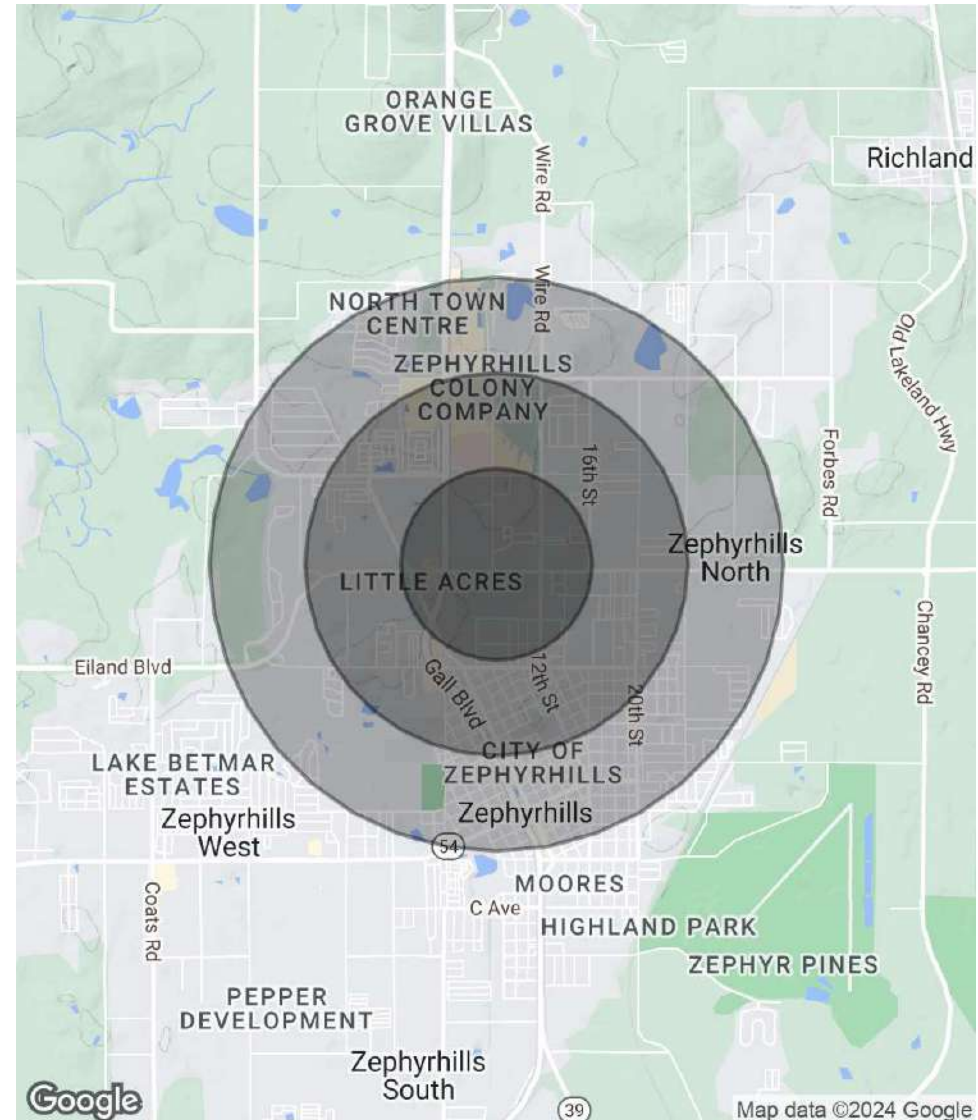 ORANGE
GROVE VILLAS
Wire Rd
Richland
NORTH TOWN
CENTRE
Wire Rd
ZEPHYRHILLS
COLONY
COMPANY
Old Lakeland Hwy
16th St
Forbes Rd
Zephyrhills
North
LITTLE ACRES
Chancey Rd
Eiland Blvd
Gall Blvd
12th St
20th St
CITY OF
ZEPHYRHILLS
LAKE BETMAR
ESTATES
Zephyrhills
Zephyrhills
West
54
MOORES
C Ave
Coats Rd
HIGHLAND PARK
ZEPHYR PINES
PEPPER
DEVELOPMENT
Zephyrhills
South
Google
39
Map data ©2024 Google